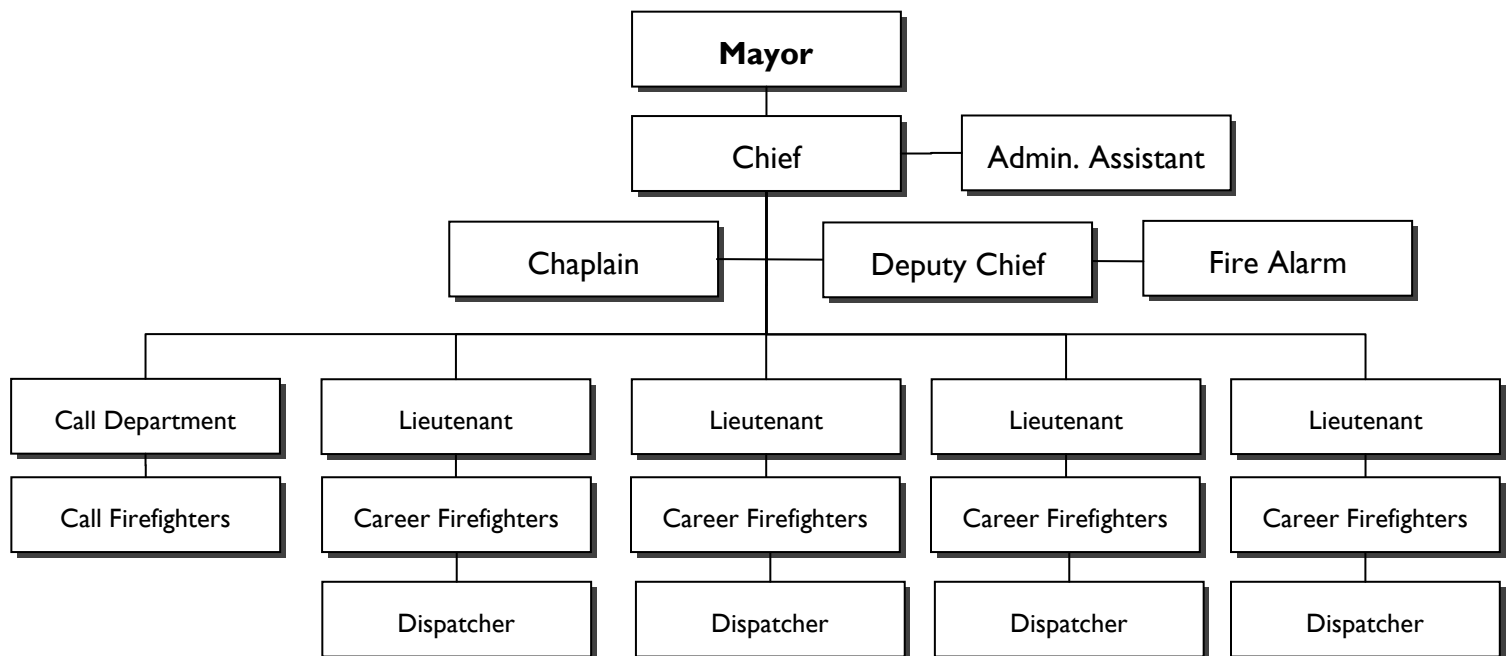 Mayor
Chief
Admin. Assistant
Chaplain
Deputy Chief
Fire Alarm
Call Department
Lieutenant
Lieutenant
Lieutenant
Lieutenant
Call Firefighters
Career Firefighters
Career Firefighters
Career Firefighters
Career Firefighters
Dispatcher
Dispatcher
Dispatcher
Dispatcher